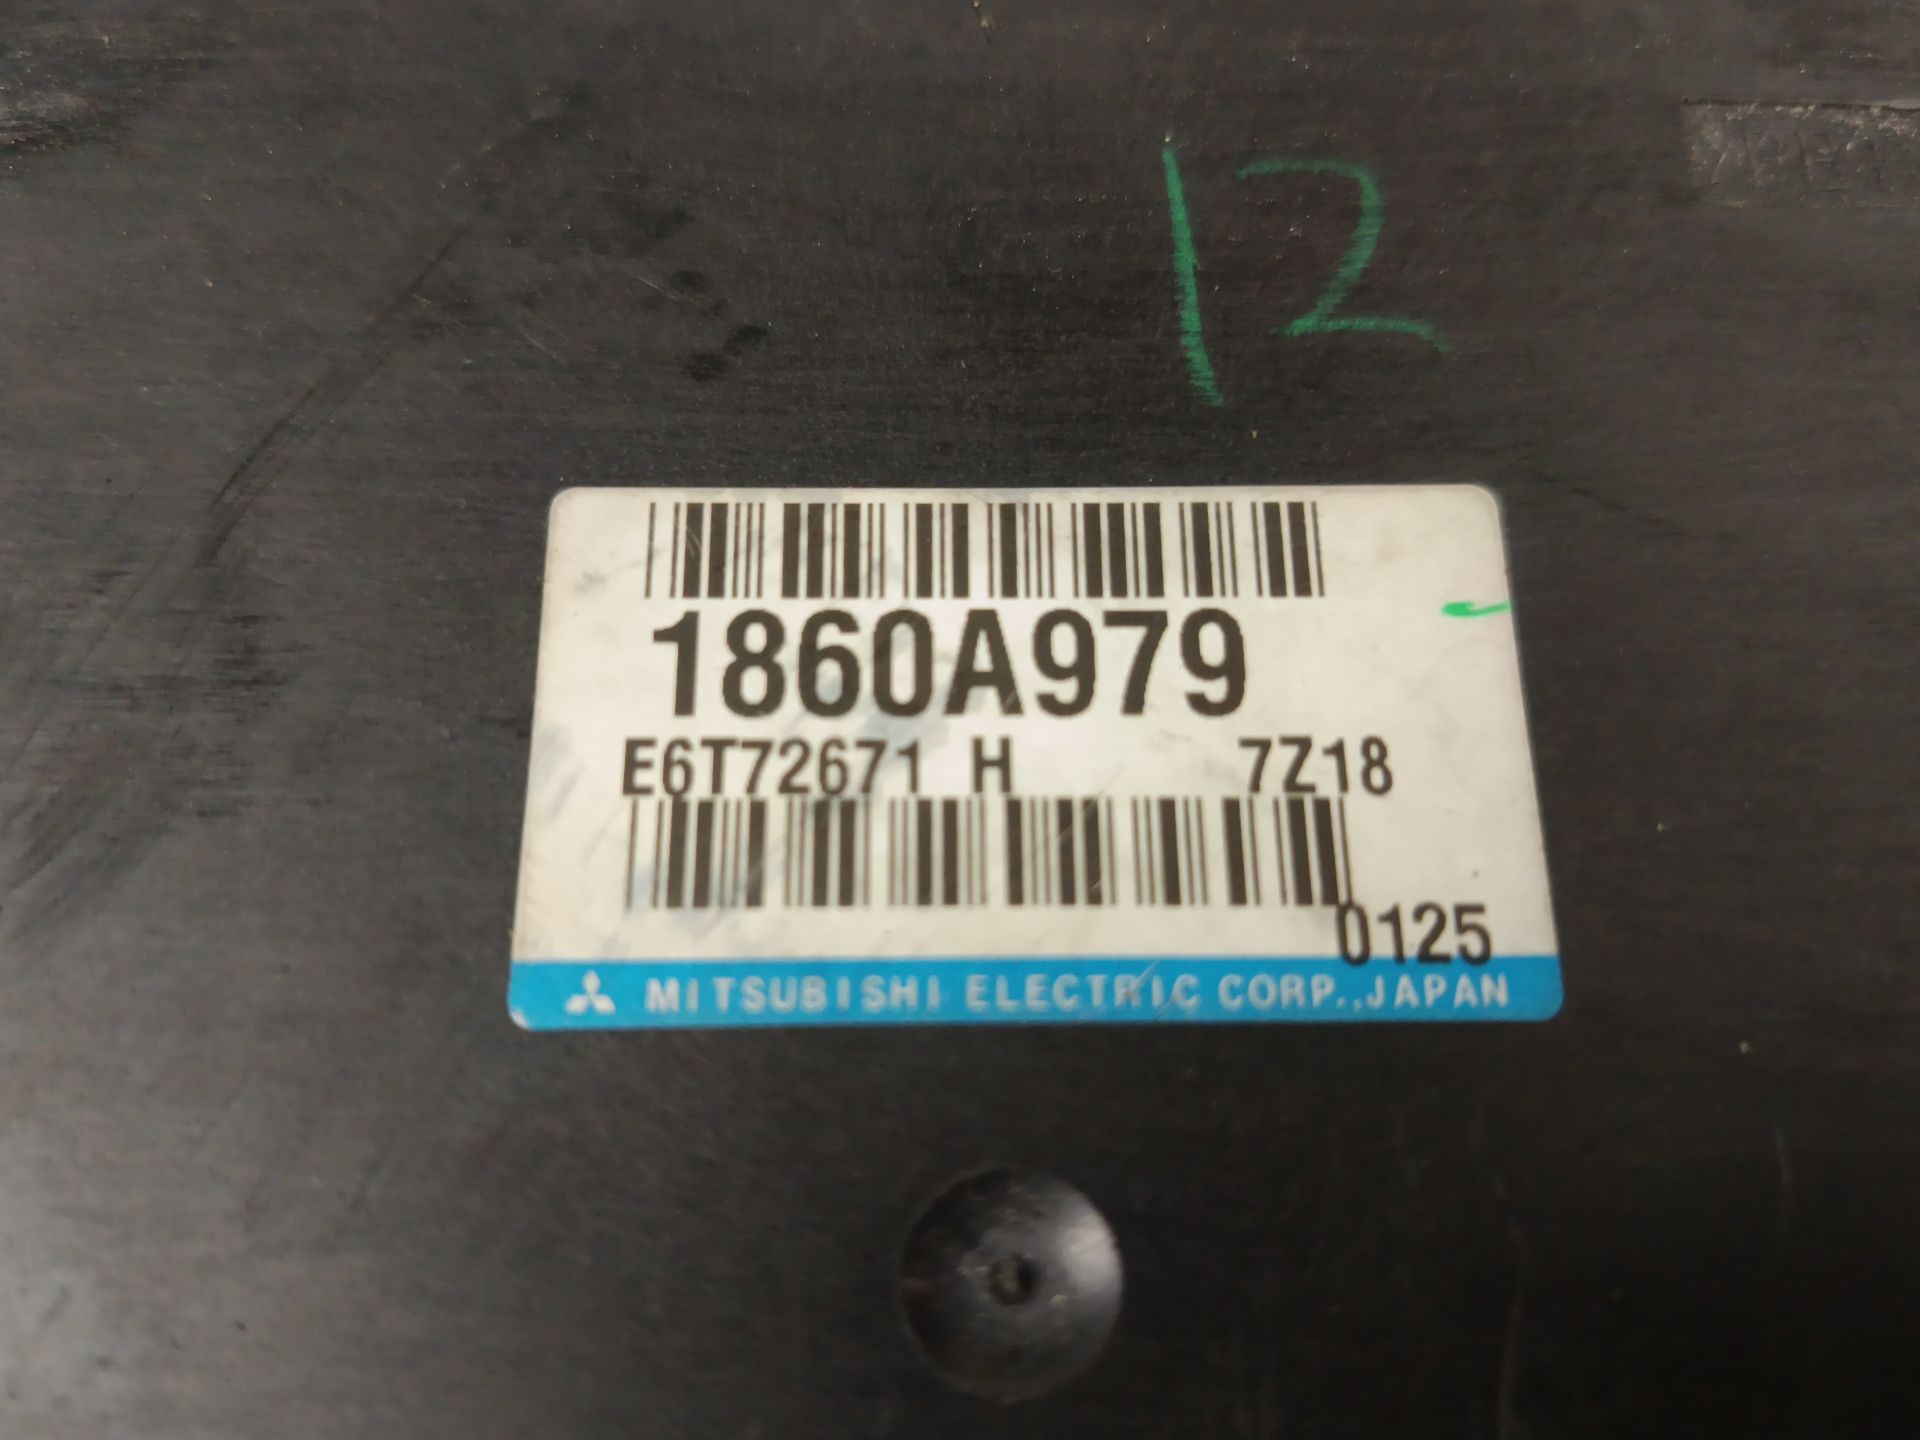 12
1860A979
E6T72671 H 7Z18
0125
MITSUBISHI ELECTRIC CORP.,JAPAN